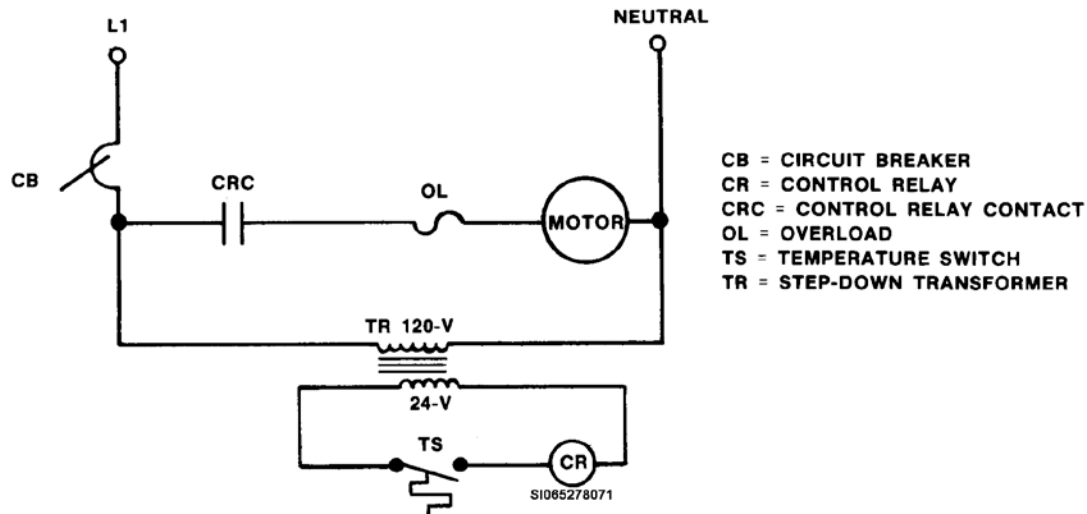 L1
NEUTRAL
CB
CRC
OL
MOTOR
CB = CIRCUIT BREAKER
CR = CONTROL RELAY
CRC = CONTROL RELAY CONTACT
OL = OVERLOAD
TS = TEMPERATURE SWITCH
TR = STEP-DOWN TRANSFORMER
TR 120-V
24-V
TS
CR
SI065278071